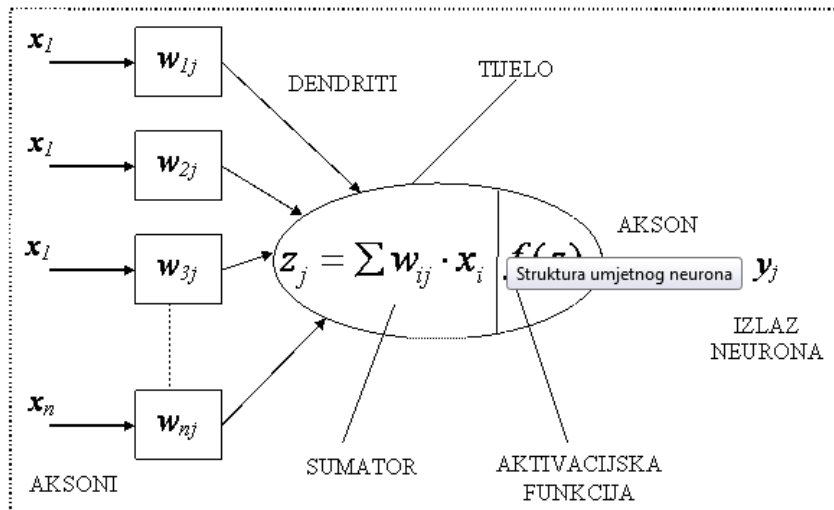 x1
w1j
DENDRITI
TIJELO
x1
w2j
x1
w3j
zj = ∑ wij · xi
AKSON
Struktura umjetnog neurona
yj
IZLAZ
NEURONA
xn
wnj
AKSONI
SUMATOR
AKTIVACIJSKA
FUNKCIJA